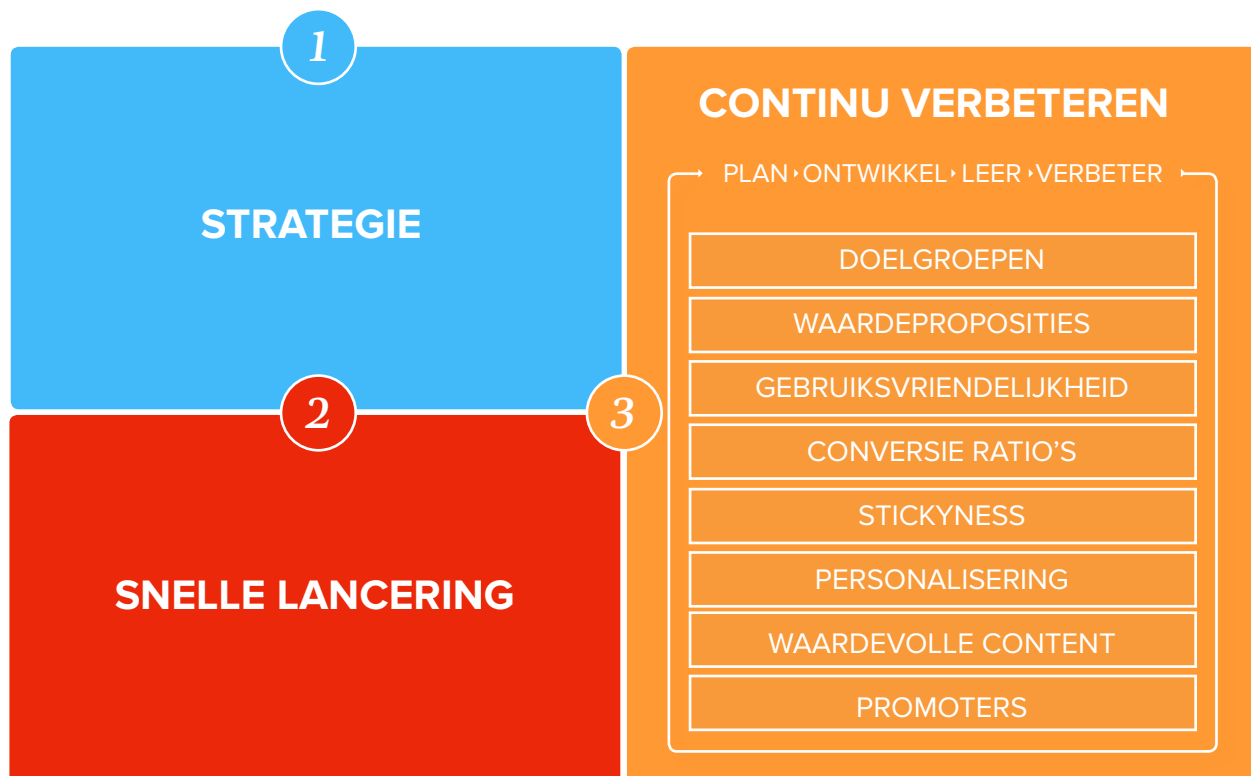 1
STRATEGIE
2
SNELLE LANCERING
3
CONTINU VERBETEREN
PLAN ONTWIKKEL LEER VERBETER
DOELGROEPEN
WAARDEPROPOSITIES
GEBRUIKSVRIENDELIJKHEID
CONVERSIE RATIO’S
STICKYNESS
PERSONALISERING
WAARDEVOLLE CONTENT
PROMOTERS